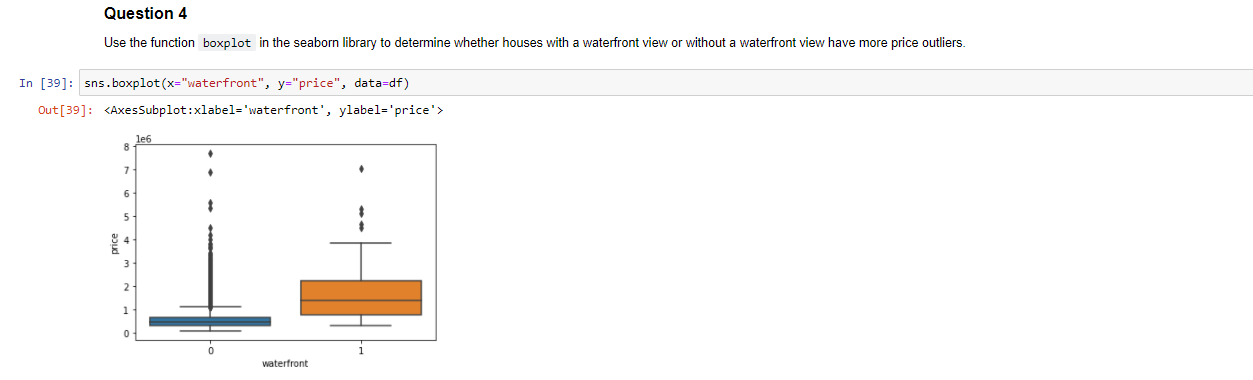 Question 4
Use the function boxplot in the seaborn library to determine whether houses with a waterfront view or without a waterfront view have more price outliers.
In [39]: sns.boxplot(x="waterfront", y="price", data=df)
Out[39]: <AxesSubplot:xlabel='waterfront', ylabel='price'>
1e6
8
7
6
5
4
3
2
1
0
price
0 1
waterfront